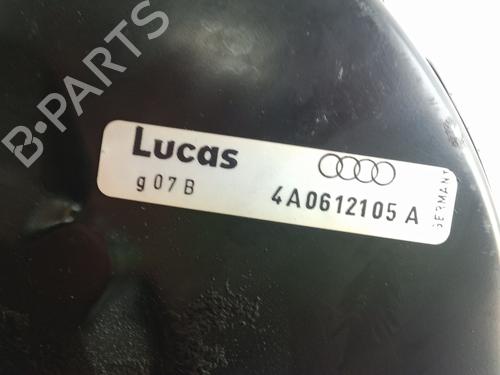 B-PARTS
Lucas
g07B
4A0612105 A
GERMANY